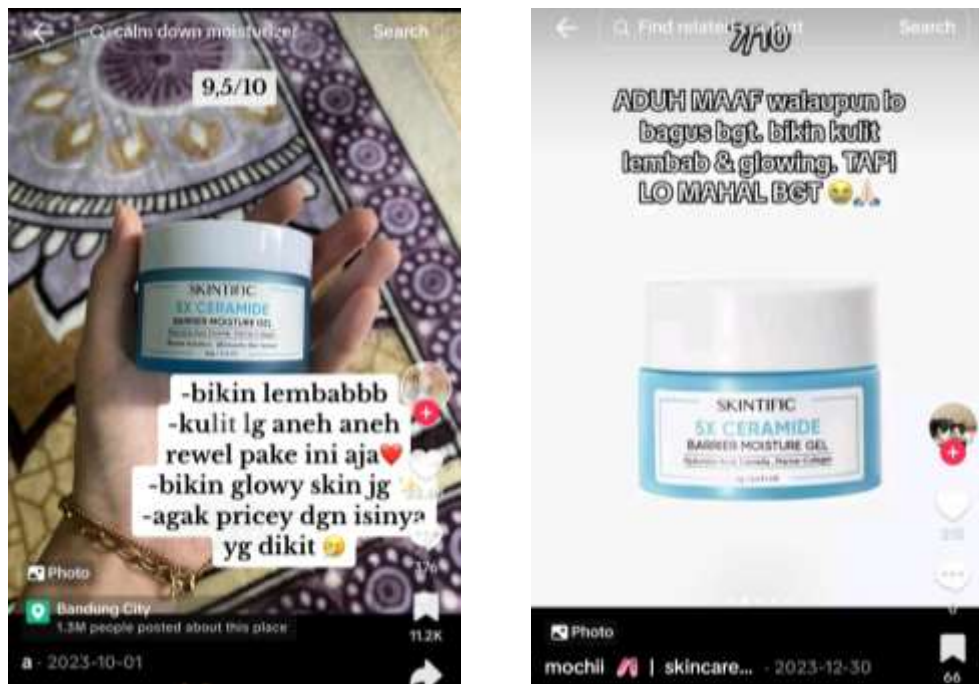 calm down moisturizer
Search
9,5/10
SKINTIFIC
5X CERAMIDE
BARRIER MOISTURE GEL
-bikin lembabbb
-kulit lg aneh aneh
rewel pake ini aja❤️
-bikin glowy skin jg ✨
-agak pricey dgn isinya
yg dikit 🥲
376
Photo
Bandung City
1.3M people posted about this place
11.2K
a · 2023-10-01
Search
7/10
ADUH MAAF walaupun lo
bagus bgt. bikin kulit
lembab & glowing. TAPI
LO MAHAL BGT 😭🙏🏻
SKINTIFIC
5X CERAMIDE
BARRIER MOISTURE GEL
Photo
mochii 🩰 | skincare... · 2023-12-30
66